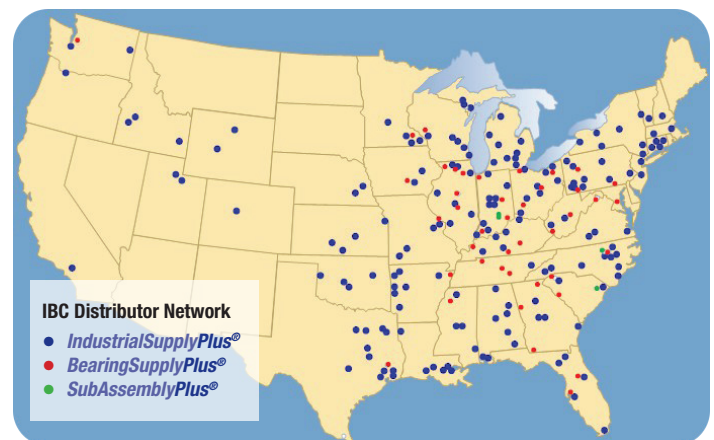 IBC Distributor Network
IndustrialSupplyPlus®
BearingSupplyPlus®
SubAssemblyPlus®